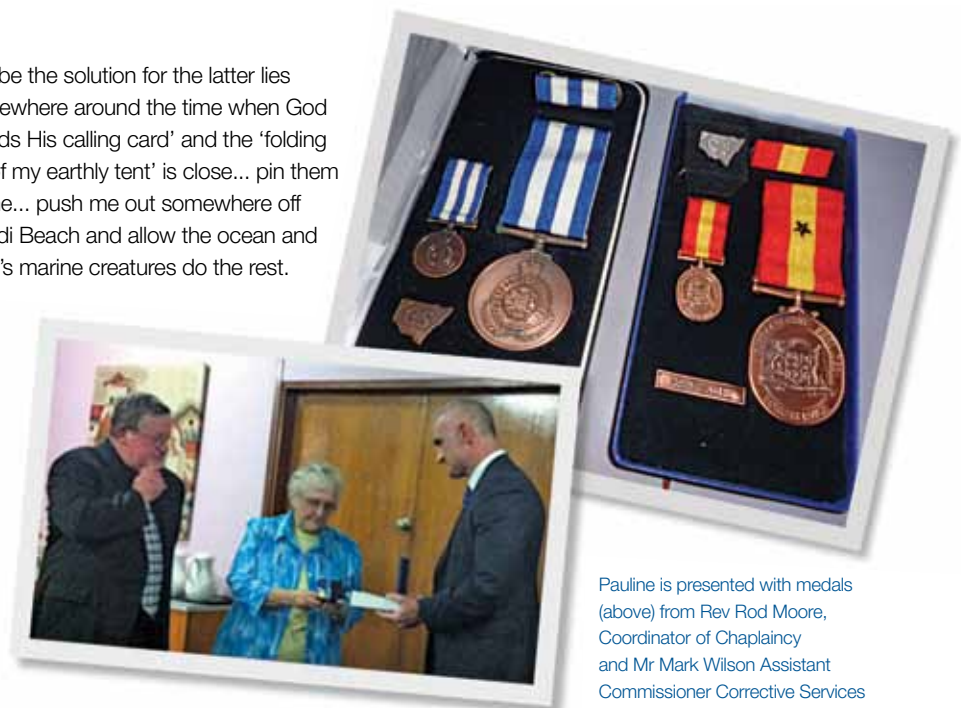 be the solution for the latter lies
ewhere around the time when God
ds His calling card’ and the ‘folding
f my earthly tent’ is close... pin them
e... push me out somewhere off
di Beach and allow the ocean and
’s marine creatures do the rest.
Pauline is presented with medals
(above) from Rev Rod Moore,
Coordinator of Chaplaincy
and Mr Mark Wilson Assistant
Commissioner Corrective Services